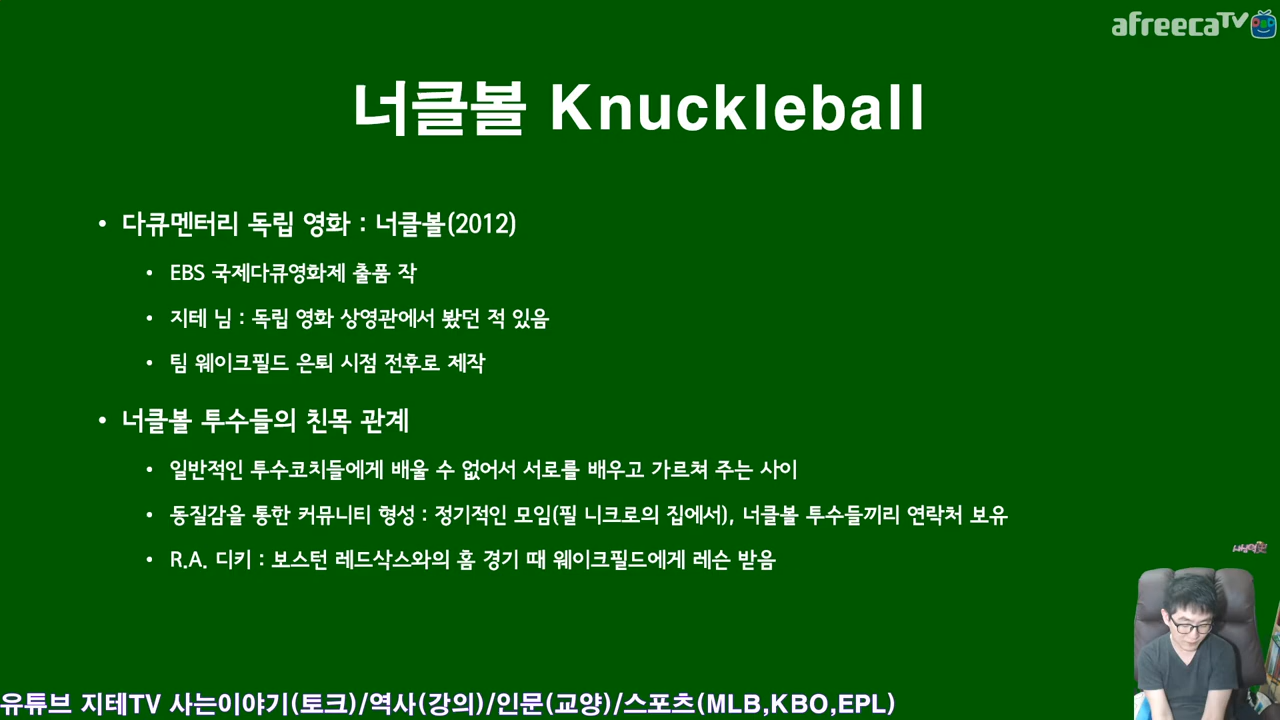 afreecaTV
너클볼 Knuckleball
• 다큐멘터리 독립 영화 : 너클볼(2012)
• EBS 국제다큐영화제 출품 작
• 지테 님 : 독립 영화 상영관에서 봤던 적 있음
• 팀 웨이크필드 은퇴 시점 전후로 제작
• 너클볼 투수들의 친목 관계
• 일반적인 투수코치들에게 배울 수 없어서 서로를 배우고 가르쳐 주는 사이
• 동질감을 통한 커뮤니티 형성 : 정기적인 모임(필 니크로의 집에서), 너클볼 투수들끼리 연락처 보유
• R.A. 디키 : 보스턴 레드삭스와의 홈 경기 때 웨이크필드에게 레슨 받음
유튜브 지테TV 사는이야기(토크)/역사(강의)/인문(교양)/스포츠(MLB,KBO,EPL)